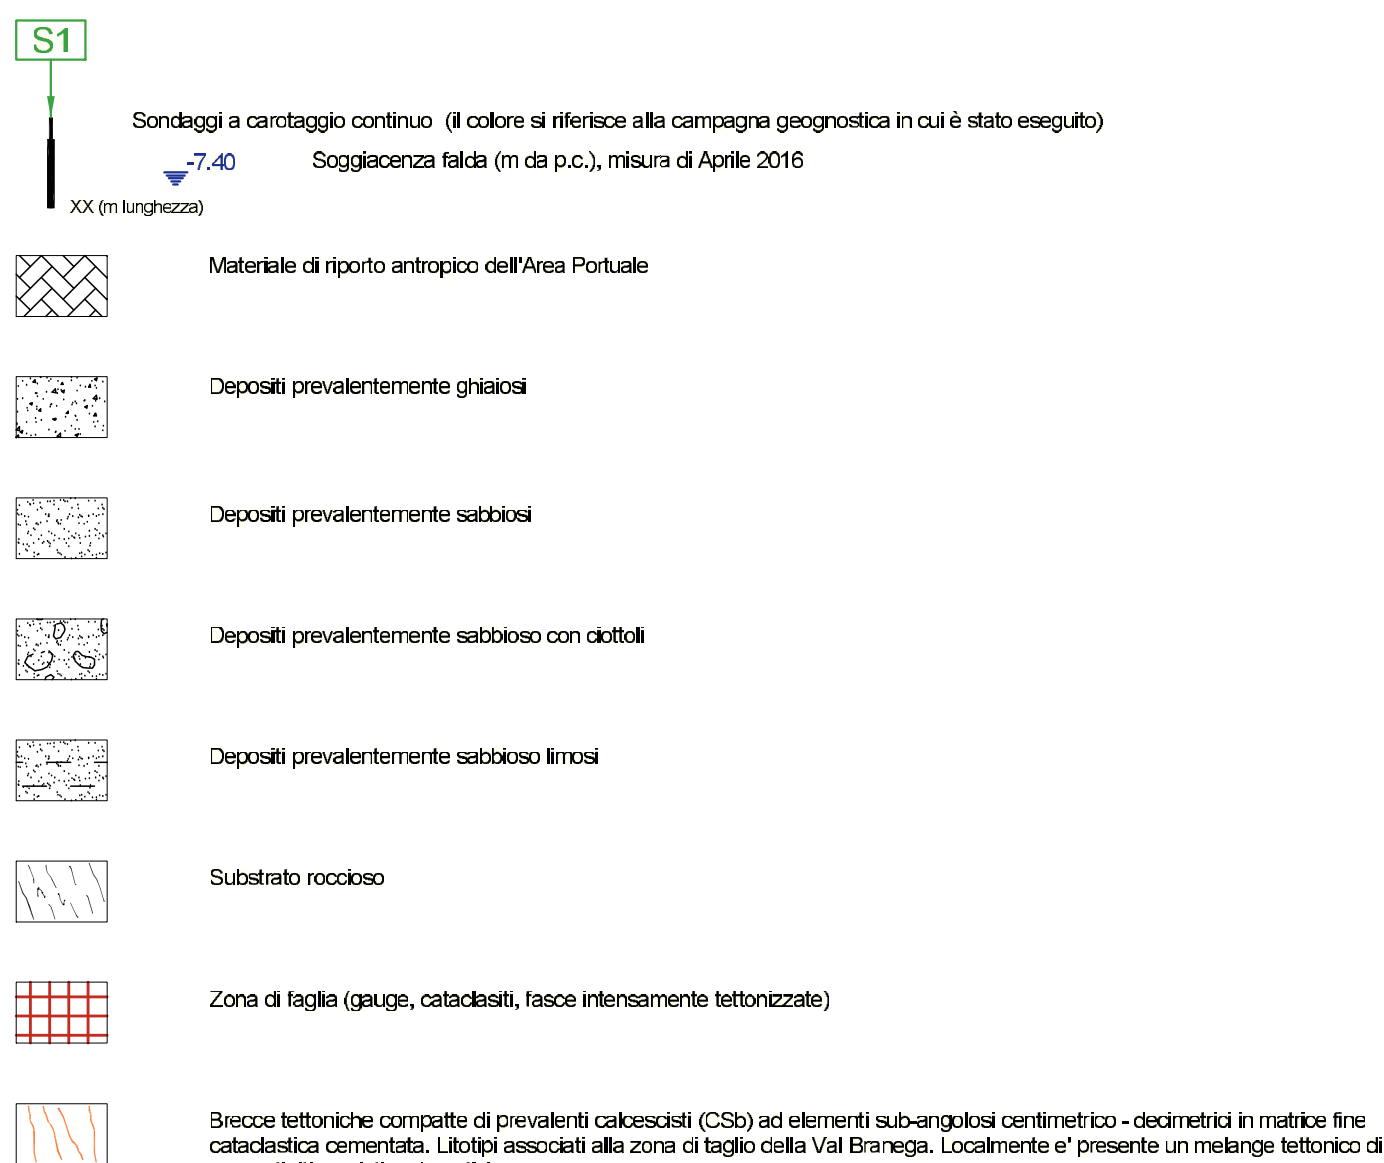 S1
Sondaggi a carotaggio continuo (il colore si riferisce alla campagna geognostica in cui è stato eseguito)
-7.40 Soggiacenza falda (m da p.c.), misura di Aprile 2016
XX (m lunghezza)
Materiale di riporto antropico dell'Area Portuale
Depositi prevalentemente ghiaiosi
Depositi prevalentemente sabbiosi
Depositi prevalentemente sabbioso con ciottoli
Depositi prevalentemente sabbioso limosi
Substrato roccioso
Zona di faglia (gauge, cataclasiti, fasce intensamente tettonizzate)
Brecce tettoniche compatte di prevalenti calcescisti (CSb) ad elementi sub-angolosi centimetrico - decimetrici in matrice fine
cataclastica cementata. Litotipi associati alla zona di taglio della Val Branega. Localmente e' presente un melange tettonico di